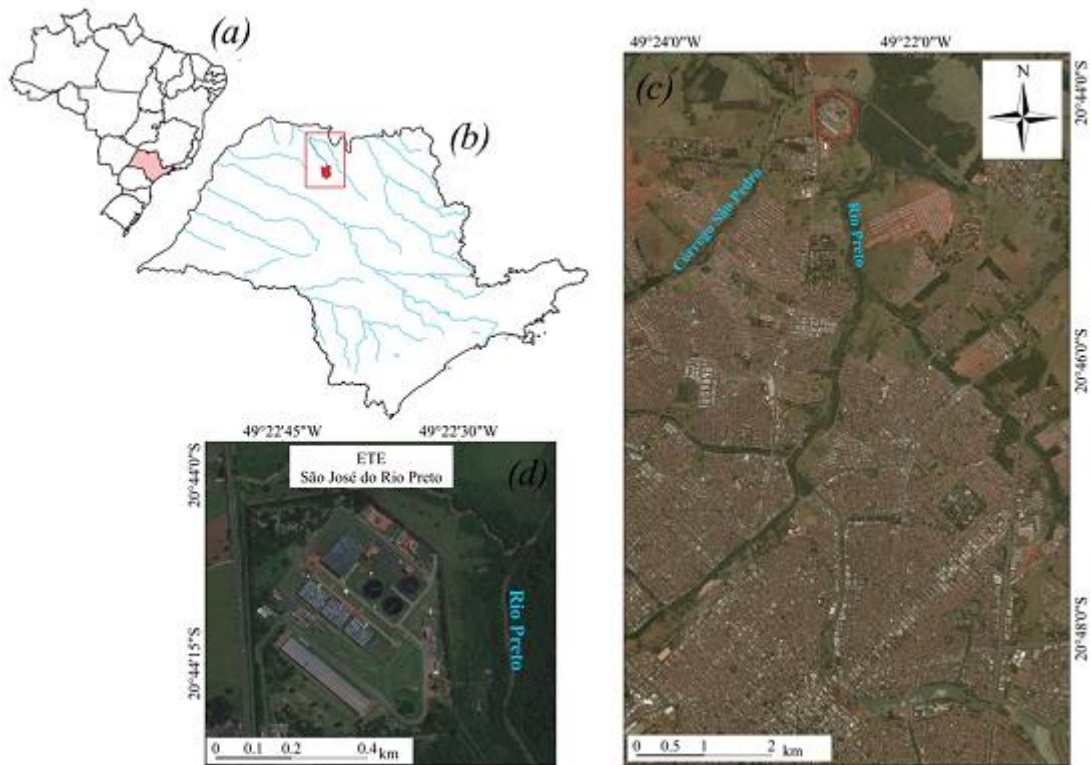 (a)
(b)
49°24'0"W
49°22'0"W
(c)
N
20°44'0"S
Córrego São Pedro
Rio Preto
20°46'0"S
20°48'0"S
0 0.5 1 2 km
49°22'45"W
49°22'30"W
ETE
São José do Rio Preto
(d)
20°44'0"S
20°44'15"S
Rio Preto
0 0.1 0.2 0.4 km